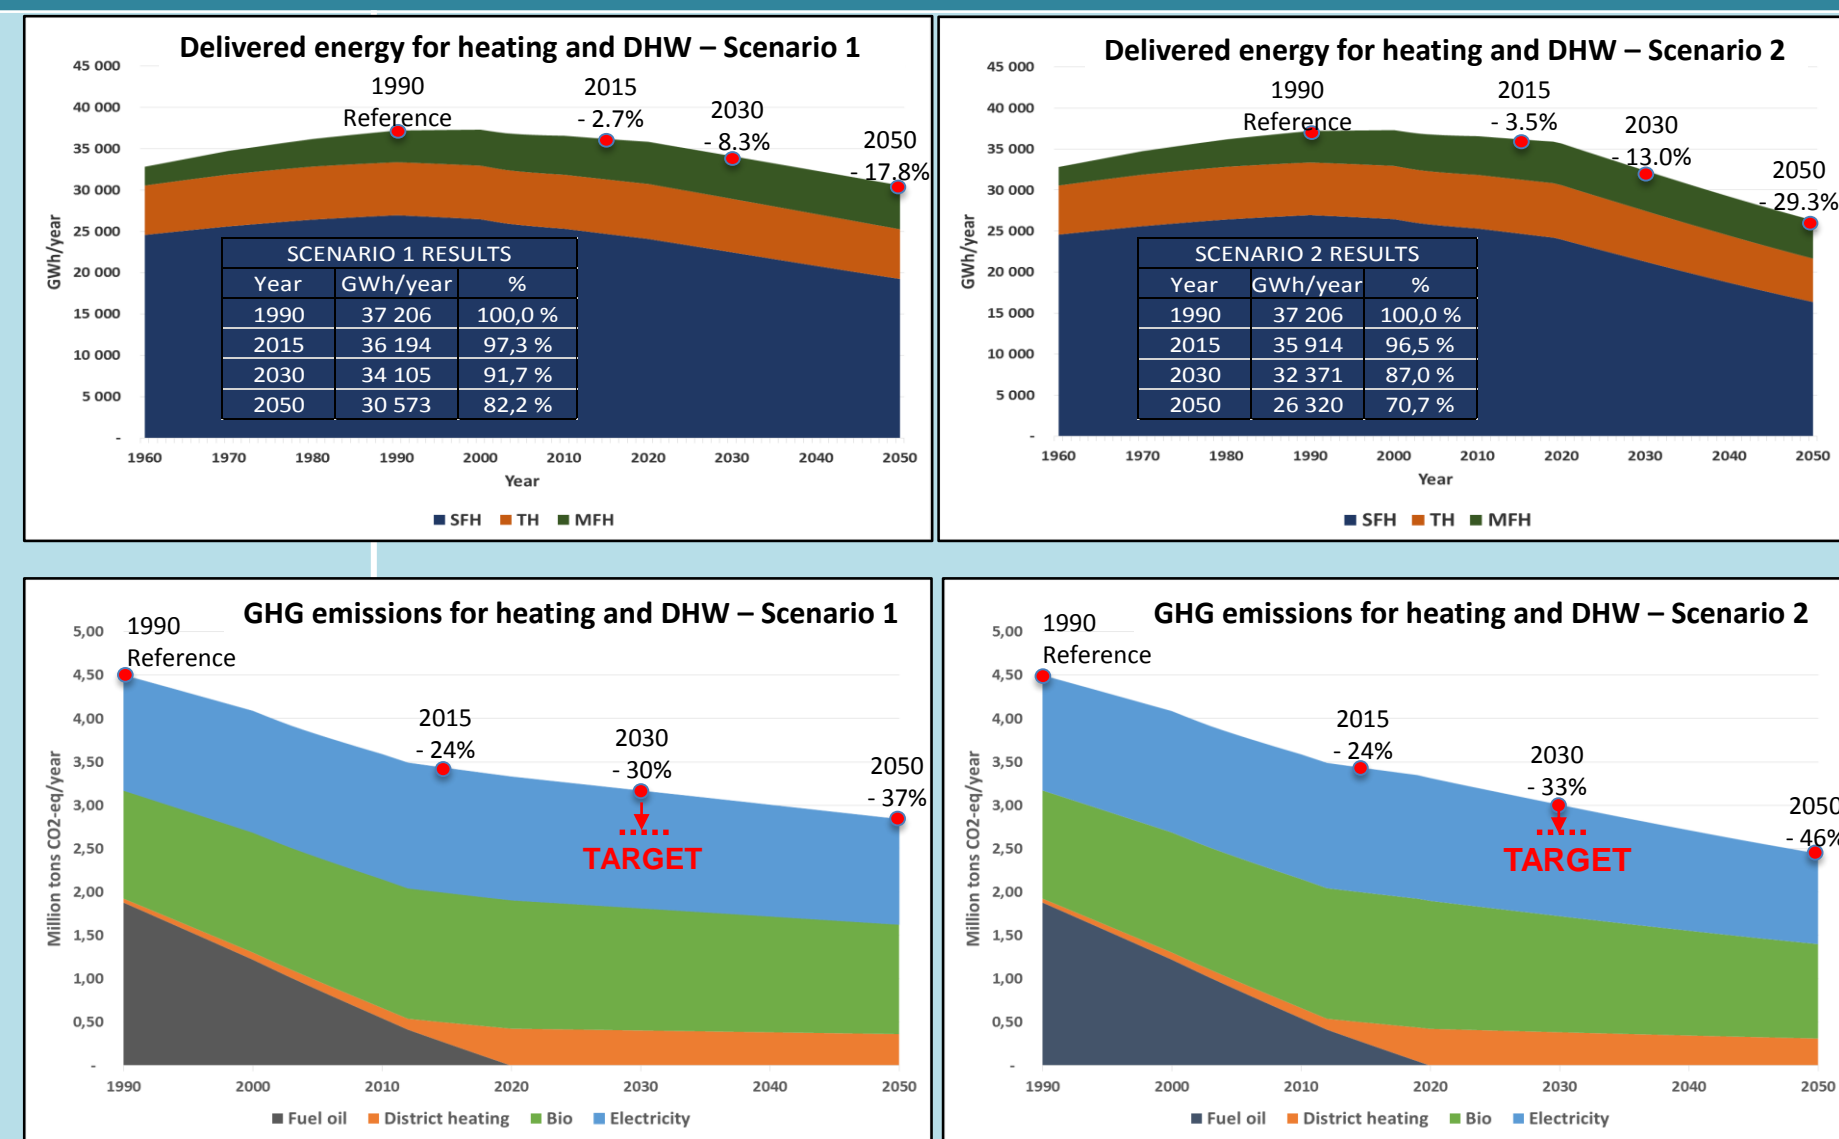 Delivered energy for heating and DHW – Scenario 1
45 000
40 000
35 000
30 000
25 000
20 000
15 000
10 000
5 000
-
GWh/year
1990
Reference
2015
- 2.7%
2030
- 8.3%
2050
- 17.8%
SCENARIO 1 RESULTS
Year GWh/year %
1990 37 206 100,0 %
2015 36 194 97,3 %
2030 34 105 91,7 %
2050 30 573 82,2 %
1960 1970 1980 1990 2000 2010 2020 2030 2040 2050
Year
SFH TH MFH
Delivered energy for heating and DHW – Scenario 2
45 000
40 000
35 000
30 000
25 000
20 000
15 000
10 000
5 000
-
GWh/year
1990
Reference
2015
- 3.5%
2030
- 13.0%
2050
- 29.3%
SCENARIO 2 RESULTS
Year GWh/year %
1990 37 206 100,0 %
2015 35 914 96,5 %
2030 32 371 87,0 %
2050 26 320 70,7 %
1960 1970 1980 1990 2000 2010 2020 2030 2040 2050
Year
SFH TH MFH
GHG emissions for heating and DHW – Scenario 1
5,00
4,50
4,00
3,50
3,00
2,50
2,00
1,50
1,00
0,50
-
Million tons CO2-eq/year
1990
Reference
2015
- 24%
2030
- 30%
TARGET
2050
- 37%
1990 2000 2010 2020 2030 2040 2050
Fuel oil District heating Bio Electricity
GHG emissions for heating and DHW – Scenario 2
5,00
4,50
4,00
3,50
3,00
2,50
2,00
1,50
1,00
0,50
-
Million tons CO2-eq/year
1990
Reference
2015
- 24%
2030
- 33%
TARGET
2050
- 46%
1990 2000 2010 2020 2030 2040 2050
Fuel oil District heating Bio Electricity